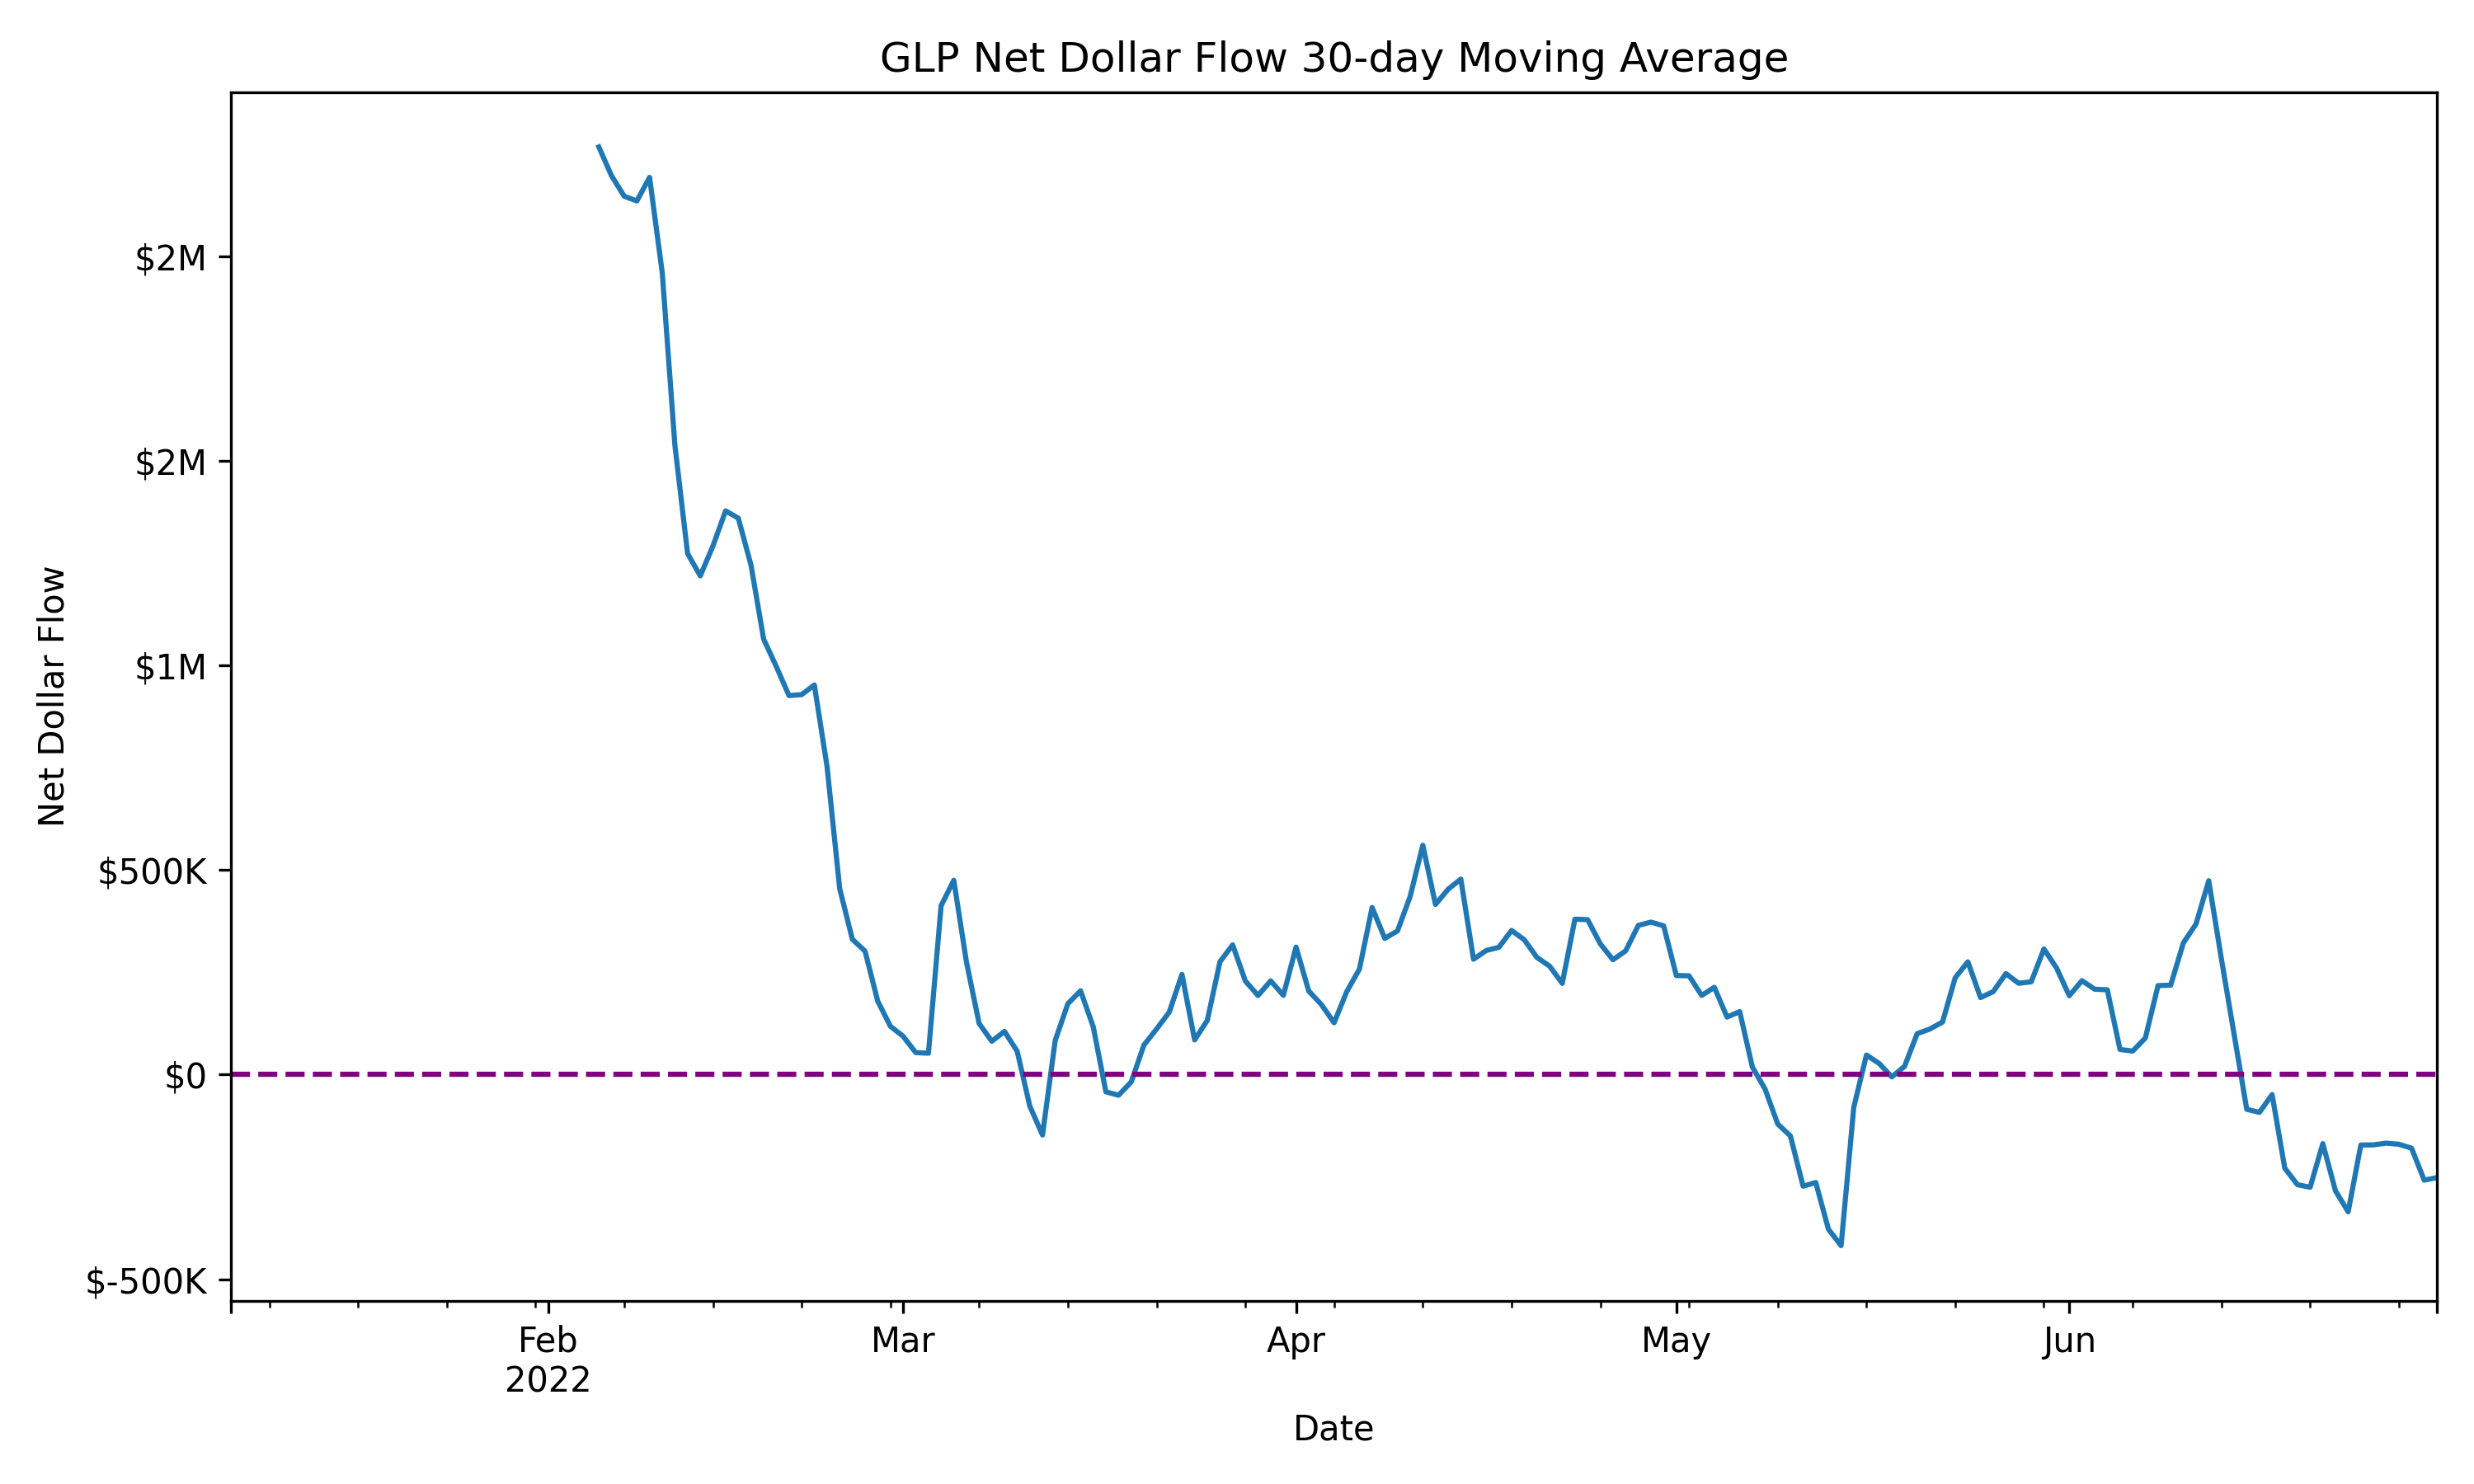 GLP Net Dollar Flow 30-day Moving Average
$2M
$2M
$1M
$500K
$0
$-500K
Net Dollar Flow
Feb
2022
Mar
Apr
May
Jun
Date